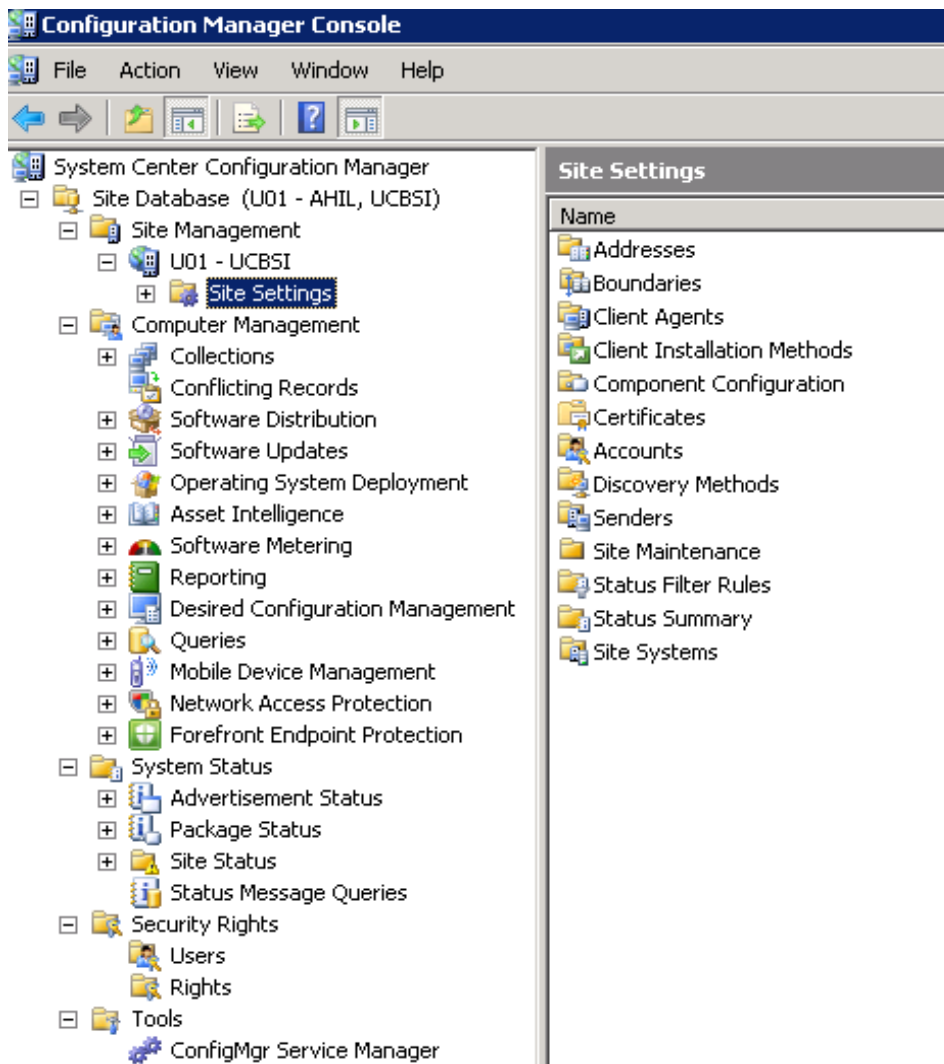 Configuration Manager Console
File Action View Window Help
System Center Configuration Manager
Site Database (U01 - AHIL, UCBSI)
Site Management
U01 - UCBSI
Site Settings
Computer Management
Collections
Conflicting Records
Software Distribution
Software Updates
Operating System Deployment
Asset Intelligence
Software Metering
Reporting
Desired Configuration Management
Queries
Mobile Device Management
Network Access Protection
Forefront Endpoint Protection
System Status
Advertisement Status
Package Status
Site Status
Status Message Queries
Security Rights
Users
Rights
Tools
ConfigMgr Service Manager
Site Settings
Name
Addresses
Boundaries
Client Agents
Client Installation Methods
Component Configuration
Certificates
Accounts
Discovery Methods
Senders
Site Maintenance
Status Filter Rules
Status Summary
Site Systems